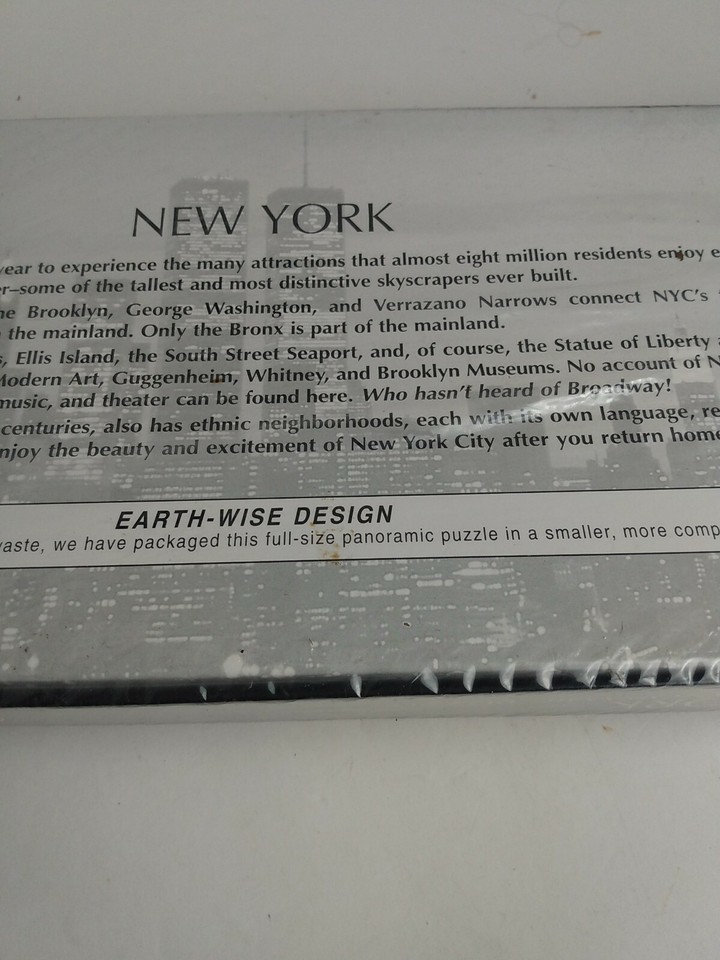 NEW YORK
year to experience the many attractions that almost eight million residents enjoy e
r–some of the tallest and most distinctive skyscrapers ever built.
he Brooklyn, George Washington, and Verrazano Narrows connect NYC's
the mainland. Only the Bronx is part of the mainland.
s, Ellis Island, the South Street Seaport, and, of course, the Statue of Liberty
Modern Art, Guggenheim, Whitney, and Brooklyn Museums. No account of N
music, and theater can be found here. Who hasn't heard of Broadway!
centuries, also has ethnic neighborhoods, each with its own language, re
njoy the beauty and excitement of New York City after you return home
EARTH-WISE DESIGN
waste, we have packaged this full-size panoramic puzzle in a smaller, more comp